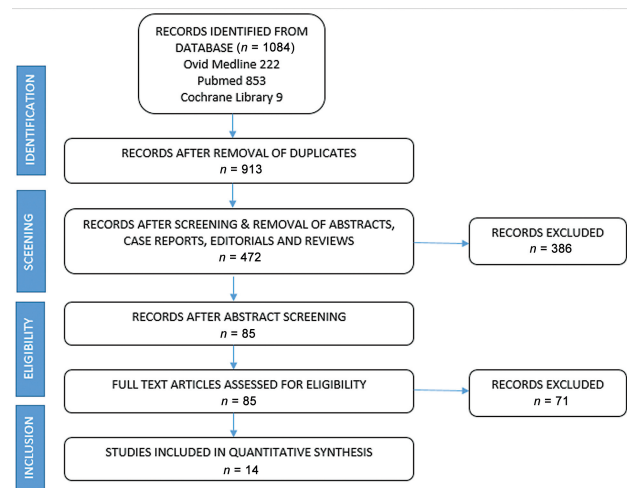 RECORDS IDENTIFIED FROM
DATABASE (n = 1084)
Ovid Medline 222
Pubmed 853
Cochrane Library 9
IDENTIFICATION
RECORDS AFTER REMOVAL OF DUPLICATES
n = 913
SCEENING
RECORDS AFTER SCREENING & REMOVAL OF ABSTRACTS,
CASE REPORTS, EDITORIALS AND REVIEWS
n = 472
RECORDS EXCLUDED
n = 386
ELIGIBILITY
RECORDS AFTER ABSTRACT SCREENING
n = 85
FULL TEXT ARTICLES ASSESSED FOR ELIGIBILITY
n = 85
RECORDS EXCLUDED
n = 71
INCLUSION
STUDIES INCLUDED IN QUANTITATIVE SYNTHESIS
n = 14